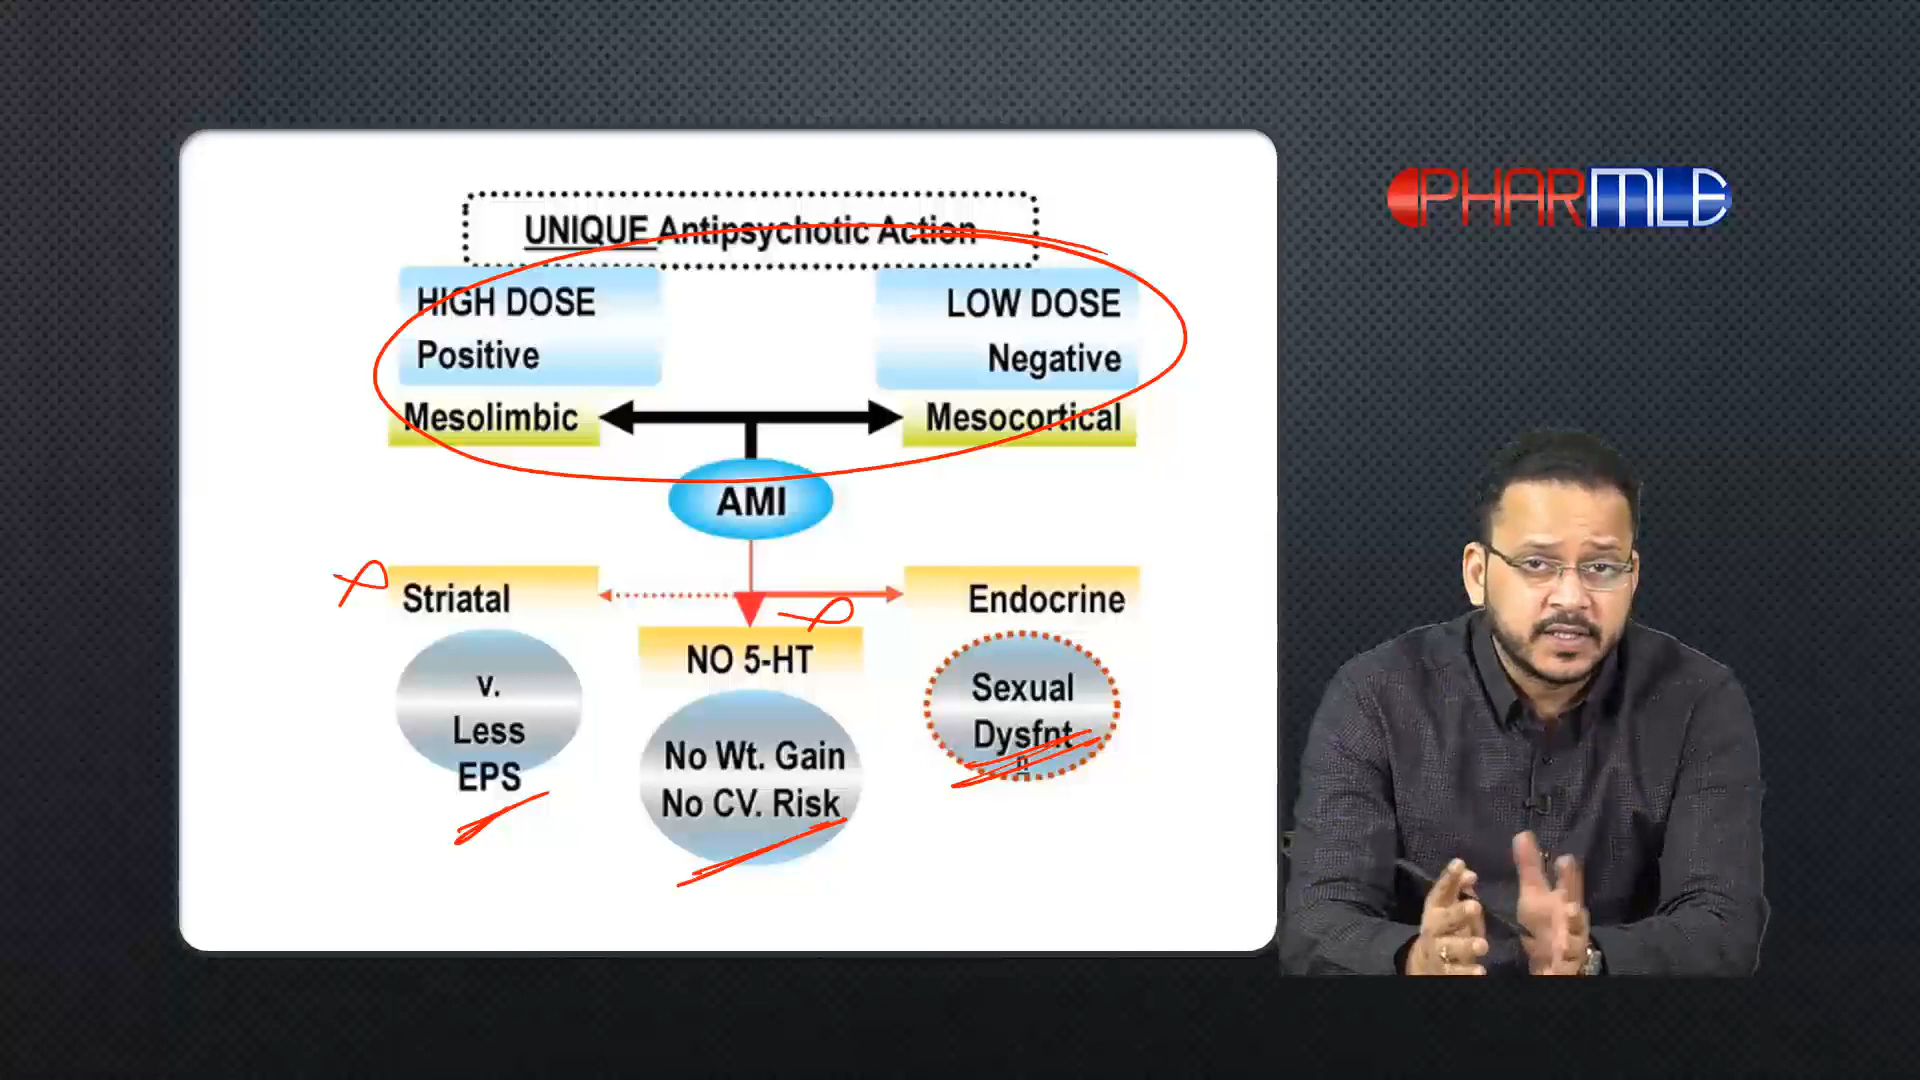 PHARMLE
UNIQUE Antipsychotic Action
HIGH DOSE
Positive
Mesolimbic
LOW DOSE
Negative
Mesocortical
AMI
Striatal
v.
Less
EPS
NO 5-HT
No Wt. Gain
No CV. Risk
Endocrine
Sexual
Dysfnt